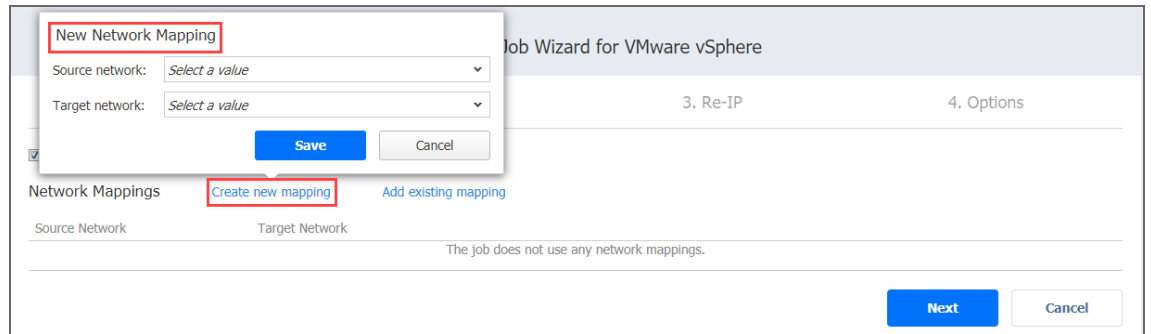 New Network Mapping
Job Wizard for VMware vSphere
Source network: Select a value
Target network: Select a value
3. Re-IP 4. Options
Save Cancel
Network Mappings Create new mapping Add existing mapping
Source Network Target Network
The job does not use any network mappings.
Next Cancel